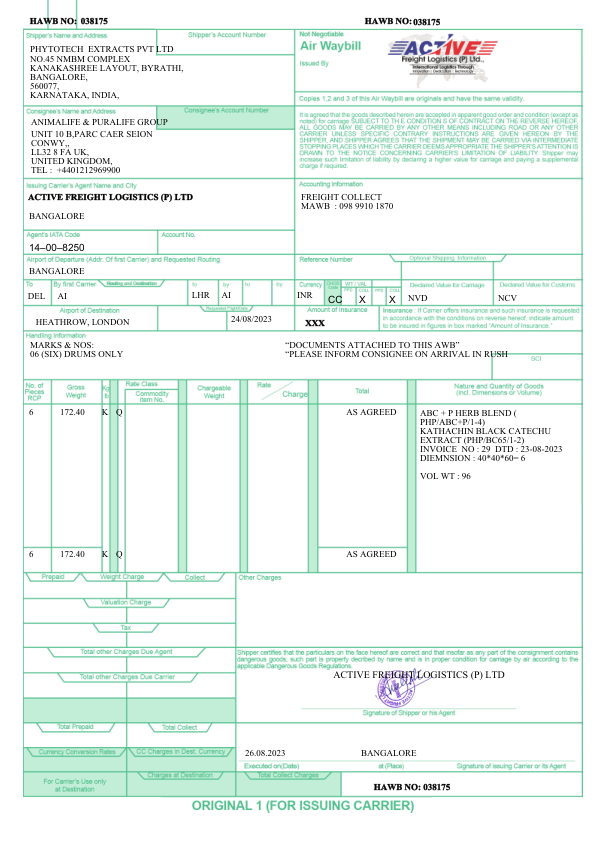 HAWB NO: 038175
HAWB NO: 038175
Shipper's Name and Address
Shipper's Account Number
PHYTOTECH EXTRACTS PVT LTD
NO.45 NMBM COMPLEX
KANAKASHREE LAYOUT, BYRATHI,
BANGALORE,
560077,
KARNATAKA, INDIA,
Not Negotiable
Air Waybill
Issued By
ACTIVE
Freight Logistics (P) Ltd.,
International Logistics Through
Innovation · Dedication · Technology
Copies 1,2 and 3 of this Air Waybill are originals and have the same validity.
Consignee's Name and Address
Consignee's Account Number
ANIMALIFE & PURALIFE GROUP
UNIT 10 B,PARC CAER SEION
CONWY,,
LL32 8 FA UK,
UNITED KINGDOM,
TEL : +4401212969900
It is agreed that the goods described herein are accepted in apparent good order and condition (except as
noted) for carriage SUBJECT TO THE CONDITION OF CONTRACT ON THE REVERSE HEREOF.
ALL GOODS MAY BE CARRIED BY ANY OTHER MEANS INCLUDING ROAD OR ANY OTHER
CARRIER UNLESS SPECIFIC CONTRARY INSTRUCTIONS ARE GIVEN HEREON BY THE
SHIPPER, AND SHIPPER AGREES THAT THE SHIPMENT MAY BE CARRIED VIA INTERMEDIATE
STOPPING PLACES WHICH THE CARRIER DEEMS APPROPRIATE THE SHIPPER'S ATTENTION IS
DRAWN TO THE NOTICE CONCERNING CARRIER'S LIMITATION OF LIABILITY. Shipper may
increase such limitation of liability by declaring a higher value for carriage and paying a supplemental
charge if required.
Issuing Carrier's Agent Name and City
ACTIVE FREIGHT LOGISTICS (P) LTD
BANGALORE
Accounting Information
FREIGHT COLLECT
MAWB : 098 9910 1870
Agent's IATA Code
Account No.
14–00–8250
Airport of Departure (Addr. Of first Carrier) and Requested Routing
BANGALORE
Reference Number
Optional Shipping Information
To
By first Carrier
Routing and Destination
to
by
to
by
DEL
AI
LHR
AI
Currency
CHGS Code
WT / VAL
PPD
COLL
PPD
COLL
Declared Value for Carriage
Declared Value for Customs
INR
CC
X
X
NVD
NCV
Airport of Destination
Requested Flight/Date
HEATHROW, LONDON
24/08/2023
Amount of Insurance
XXX
Insurance : If Carrier offers insurance and such insurance is requested
in accordance with the conditions on reverse hereof, indicate amount
to be insured in figures in box marked "Amount of Insurance."
Handling Information
MARKS & NOS:
06 (SIX) DRUMS ONLY
“DOCUMENTS ATTACHED TO THIS AWB”
“PLEASE INFORM CONSIGNEE ON ARRIVAL IN RUSH
SCI
No. of Pieces RCP
Gross Weight
Kg lb
Rate Class
Commodity Item No.
Chargeable Weight
Rate
Charge
Total
Nature and Quantity of Goods
(Incl. Dimensions or Volume)
6
172.40
K
Q
AS AGREED
ABC + P HERB BLEND (
PHP/ABC+P/1-4)
KATHACHIN BLACK CATECHU
EXTRACT (PHP/BC65/1-2)
INVOICE NO : 29 DTD : 23-08-2023
DIEMNSION : 40*40*60= 6
VOL WT : 96
6
172.40
K
Q
AS AGREED
Prepaid
Weight Charge
Collect
Other Charges
Valuation Charge
Tax
Total other Charges Due Agent
Total other Charges Due Carrier
Shipper certifies that the particulars on the face hereof are correct and that insofar as any part of the consignment contains
dangerous goods, such part is properly decribed by name and is in proper condition for carriage by air according to the
applicable Dangerous Goods Regulations.
ACTIVE FREIGHT LOGISTICS (P) LTD
Signature of Shipper or his Agent
Total Prepaid
Total Collect
Currency Conversion Rates
CC Charges in Dest. Currency
26.08.2023
BANGALORE
Executed on(Date)
at (Place)
Signature of issuing Carrier or its Agent
For Carrier's Use only
at Destination
Charges at Destination
Total Collect Charges
HAWB NO: 038175
ORIGINAL 1 (FOR ISSUING CARRIER)